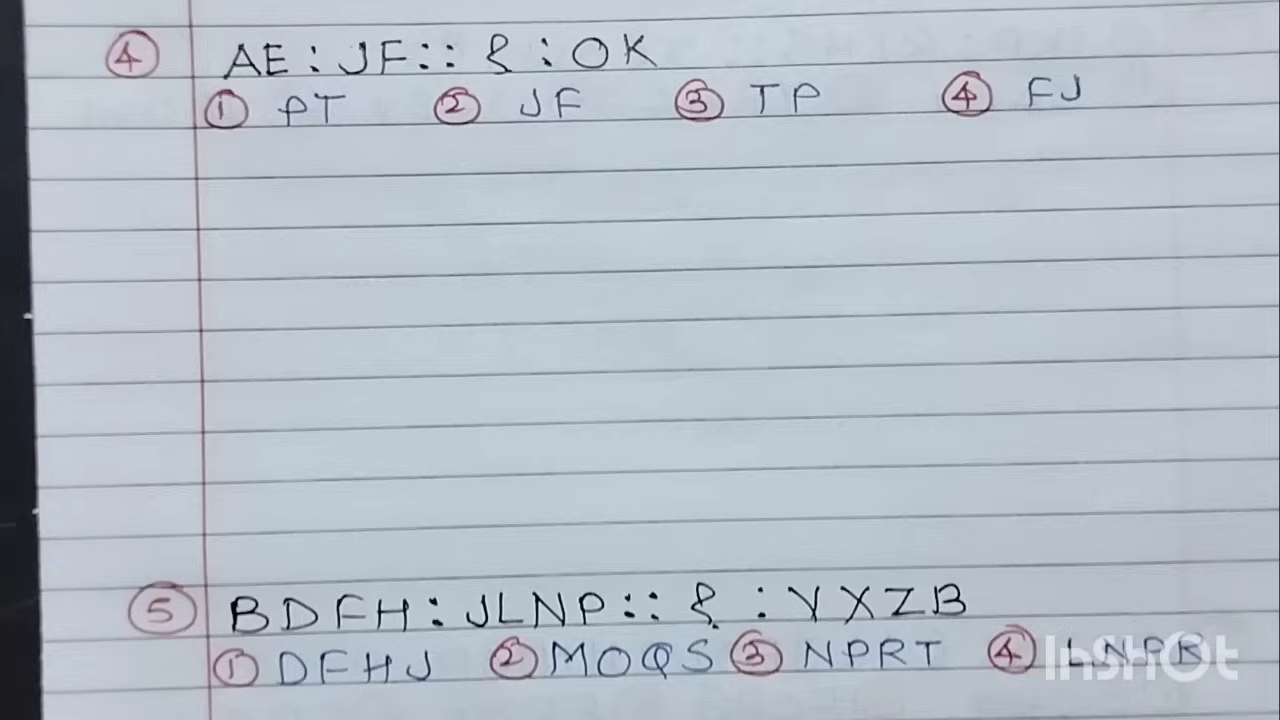 ④ AE : JF : : ? : OK
① PT ② JF ③ TP ④ FJ
⑤ BDFH : JLNP : : ? : VXZB
① DFHJ ② MOQS ③ NPRT ④ LNPR
InShOt